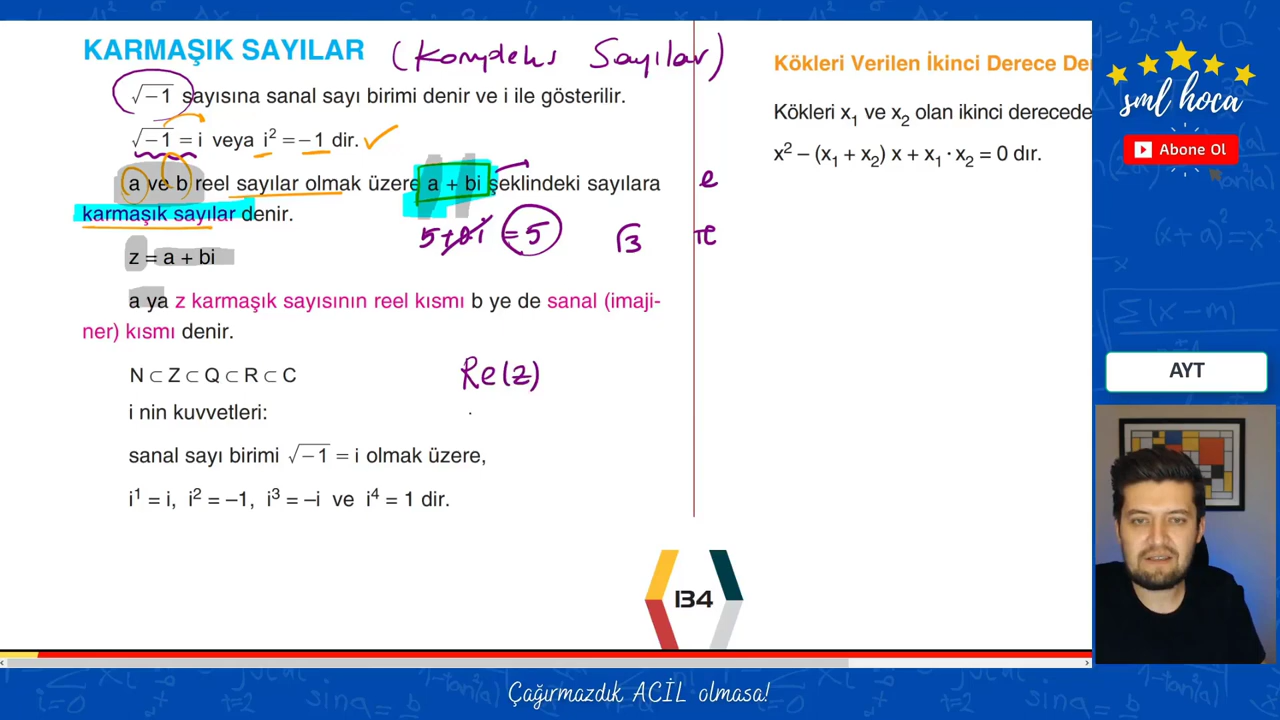 KARMAŞIK SAYILAR (Kompleks Sayılar)
√−1 sayısına sanal sayı birimi denir ve i ile gösterilir.
√−1 = i veya i² = −1 dir.
a ve b reel sayılar olmak üzere a + bi şeklindeki sayılara
karmaşık sayılar denir.
5+0i = 5 √3 e π
z = a + bi
a ya z karmaşık sayısının reel kısmı b ye de sanal (imaji-
ner) kısmı denir.
N ⊂ Z ⊂ Q ⊂ R ⊂ C
Re(z)
i nin kuvvetleri:
sanal sayı birimi √−1 = i olmak üzere,
i¹ = i, i² = −1, i³ = −i ve i⁴ = 1 dir.
134
Kökleri Verilen İkinci Derece De
Kökleri x₁ ve x₂ olan ikinci derecede
x² − (x₁ + x₂) x + x₁ · x₂ = 0 dır.
sml hoca
Abone Ol
AYT
Çağırmazdık ACİL olmasa!